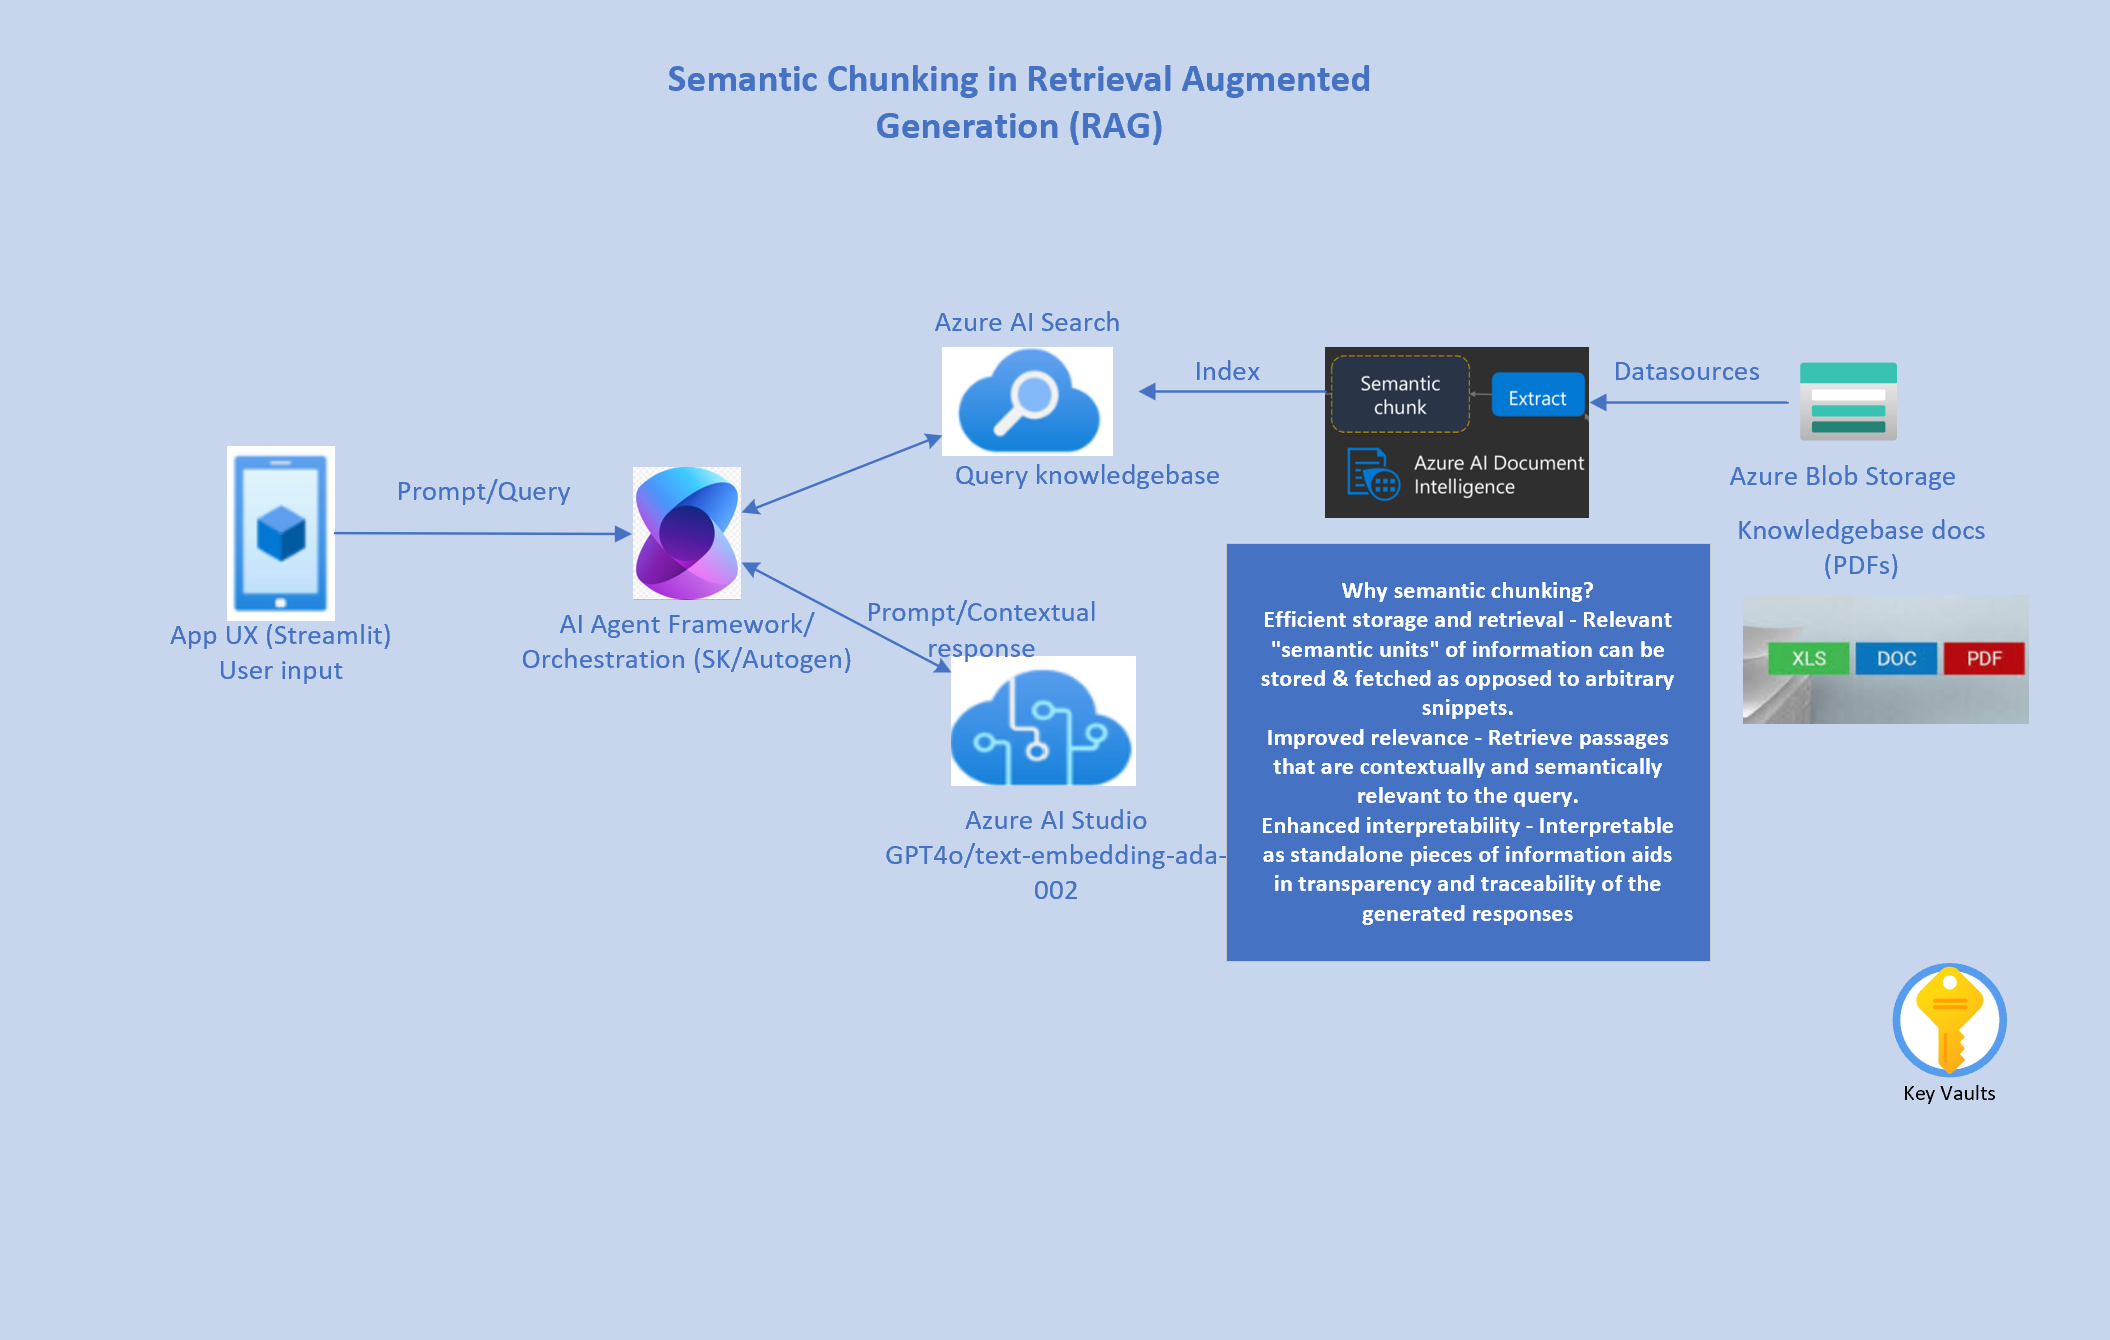 Semantic Chunking in Retrieval Augmented
Generation (RAG)
Azure AI Search
Query knowledgebase
Index
Semantic
chunk
Extract
Azure AI Document
Intelligence
Datasources
Azure Blob Storage
Knowledgebase docs
(PDFs)
XLS
DOC
PDF
Prompt/Query
App UX (Streamlit)
User input
AI Agent Framework/
Orchestration (SK/Autogen)
Prompt/Contextual
response
Azure AI Studio
GPT4o/text-embedding-ada-
002
Why semantic chunking?
Efficient storage and retrieval - Relevant
"semantic units" of information can be
stored & fetched as opposed to arbitrary
snippets.
Improved relevance - Retrieve passages
that are contextually and semantically
relevant to the query.
Enhanced interpretability - Interpretable
as standalone pieces of information aids
in transparency and traceability of the
generated responses
Key Vaults